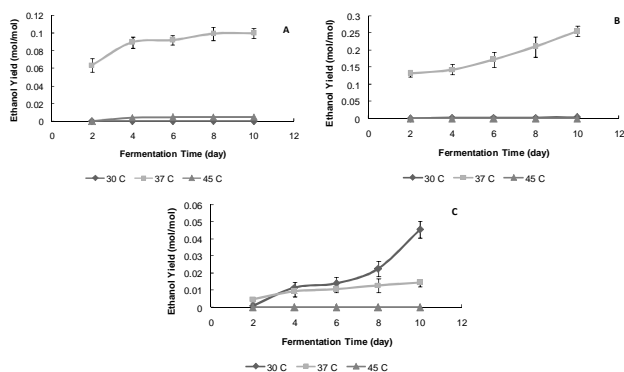 A
Ethanol Yield (mol/mol)
0.12
0.1
0.08
0.06
0.04
0.02
0
0 2 4 6 8 10 12
Fermentation Time (day)
30 C 37 C 45 C
B
Ethanol Yield (mol/mol)
0.3
0.25
0.2
0.15
0.1
0.05
0
0 2 4 6 8 10 12
Fermentation Time (day)
30 C 37 C 45 C
C
Ethanol Yield (mol/mol)
0.06
0.05
0.04
0.03
0.02
0.01
0
0 2 4 6 8 10 12
Fermentation Time (day)
30 C 37 C 45 C